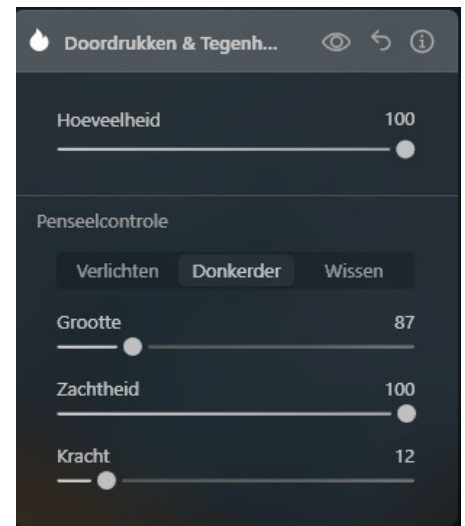 Doordrukken & Tegenh...
Hoeveelheid 100
Penseelcontrole
Verlichten Donkerder Wissen
Grootte 87
Zachtheid 100
Kracht 12